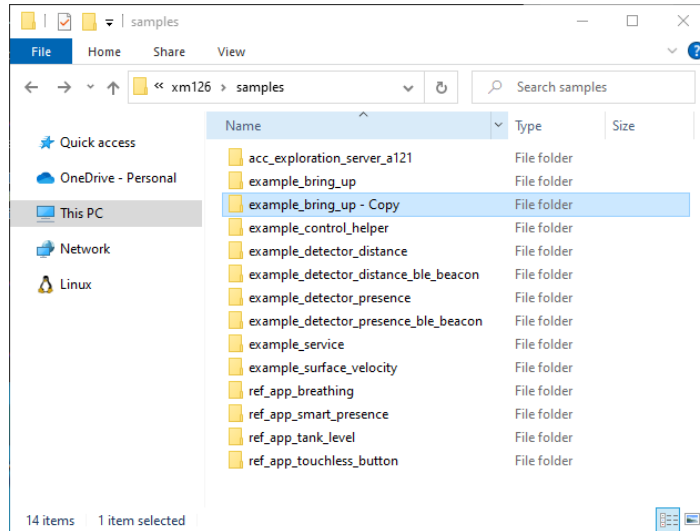 samples
File Home Share View
« xm126 > samples Search samples
Name Type Size
Quick access
OneDrive - Personal
This PC
Network
Linux
acc_exploration_server_a121 File folder
example_bring_up File folder
example_bring_up - Copy File folder
example_control_helper File folder
example_detector_distance File folder
example_detector_distance_ble_beacon File folder
example_detector_presence File folder
example_detector_presence_ble_beacon File folder
example_service File folder
example_surface_velocity File folder
ref_app_breathing File folder
ref_app_smart_presence File folder
ref_app_tank_level File folder
ref_app_touchless_button File folder
14 items 1 item selected